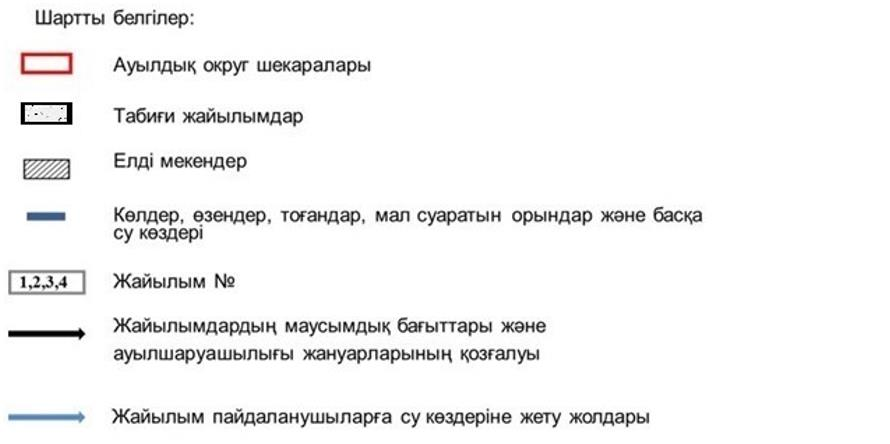 Шартты белгілер:
Ауылдық округ шекаралары
Табиғи жайылымдар
Елді мекендер
Көлдер, өзендер, тоғандар, мал суаратын орындар және басқа
су көздері
1,2,3,4 Жайылым №
Жайылымдардың маусымдық бағыттары және
ауылшаруашылығы жануарларының қозғалуы
Жайылым пайдаланушыларға су көздеріне жету жолдары